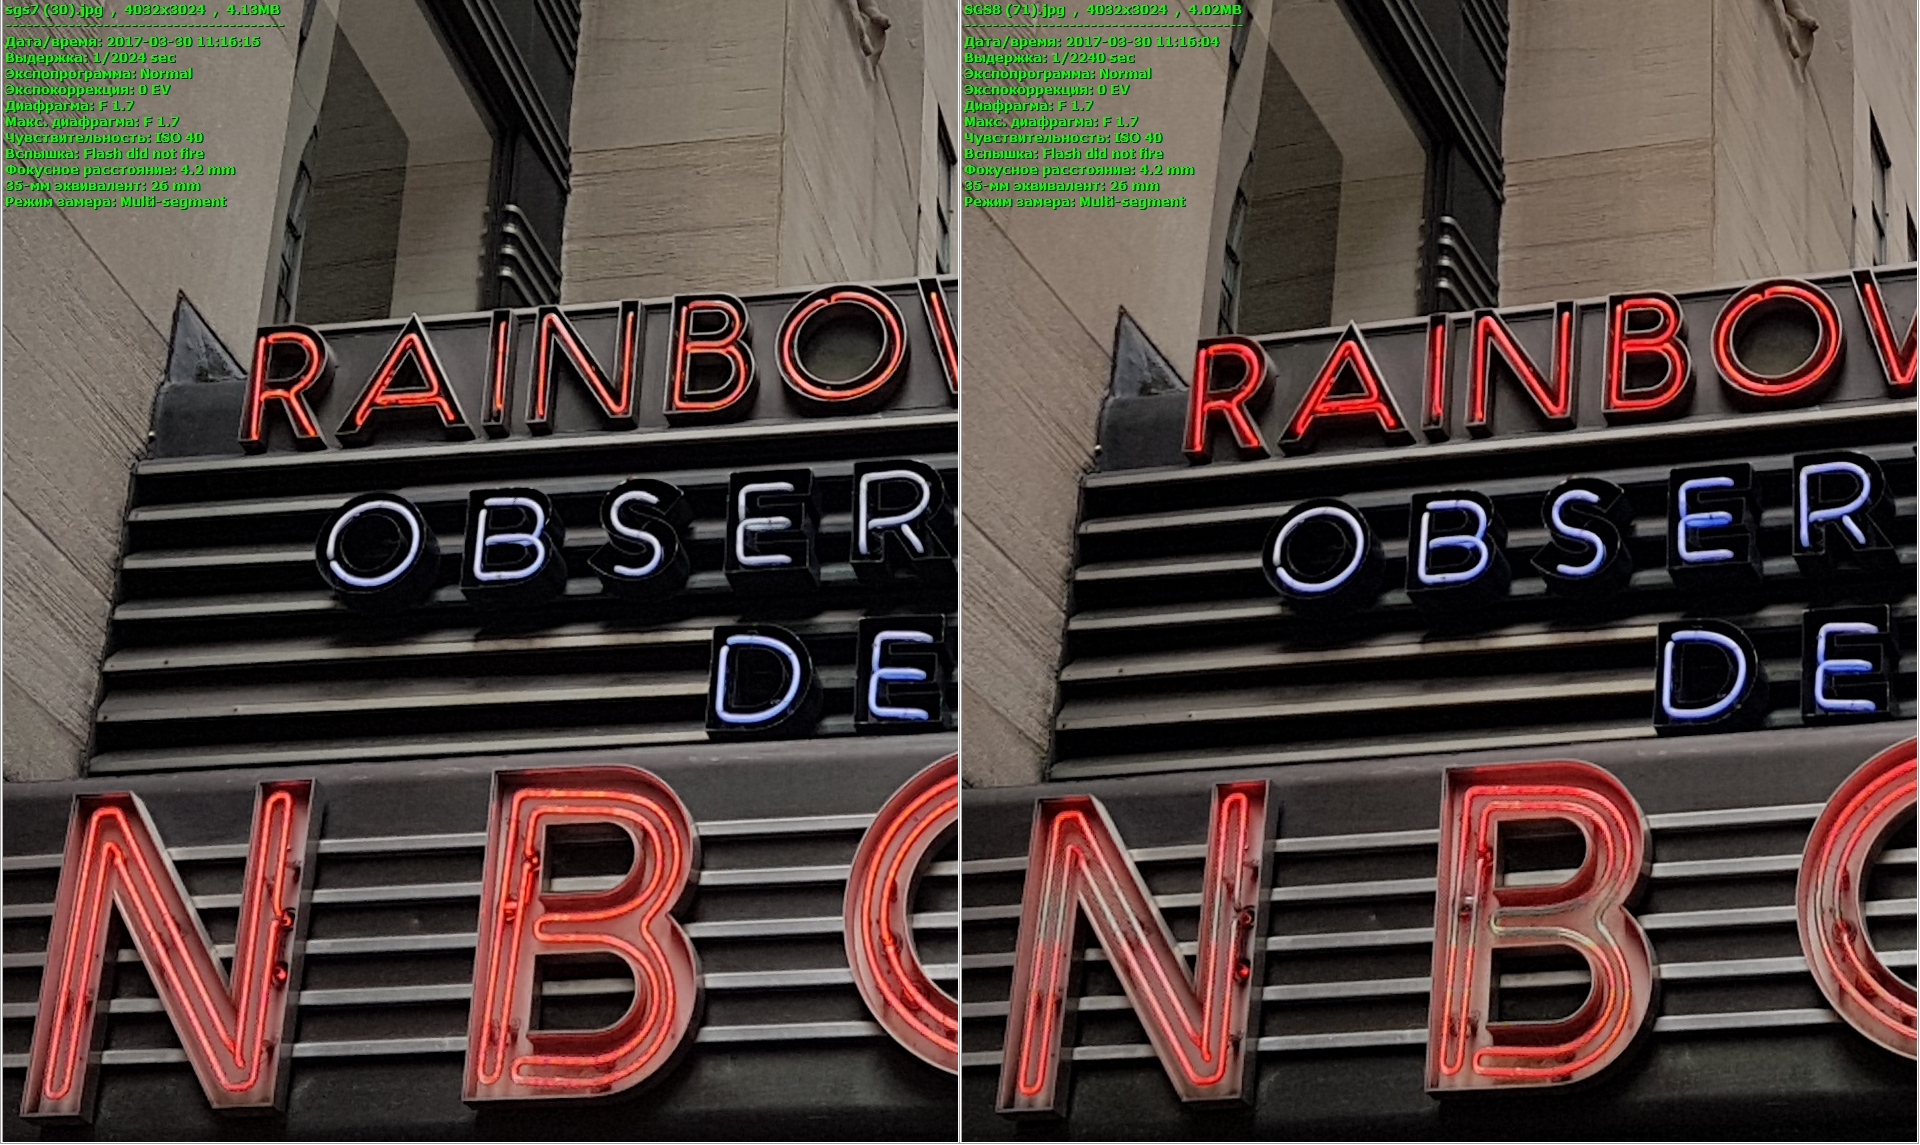 sgs7 (30).jpg , 4032x3024 , 4.13MB
Дата/время: 2017-03-30 11:16:15
Выдержка: 1/2024 sec
Экспопрограмма: Normal
Экспокоррекция: 0 EV
Диафрагма: F 1.7
Макс. диафрагма: F 1.7
Чувствительность: ISO 40
Вспышка: Flash did not fire
Фокусное расстояние: 4.2 mm
35-мм эквивалент: 26 mm
Режим замера: Multi-segment
RAINBOW
OBSER
DE
NBC
SGS8 (71).jpg , 4032x3024 , 4.02MB
Дата/время: 2017-03-30 11:16:04
Выдержка: 1/2240 sec
Экспопрограмма: Normal
Экспокоррекция: 0 EV
Диафрагма: F 1.7
Макс. диафрагма: F 1.7
Чувствительность: ISO 40
Вспышка: Flash did not fire
Фокусное расстояние: 4.2 mm
35-мм эквивалент: 26 mm
Режим замера: Multi-segment
RAINBOW
OBSER
DE
NBC